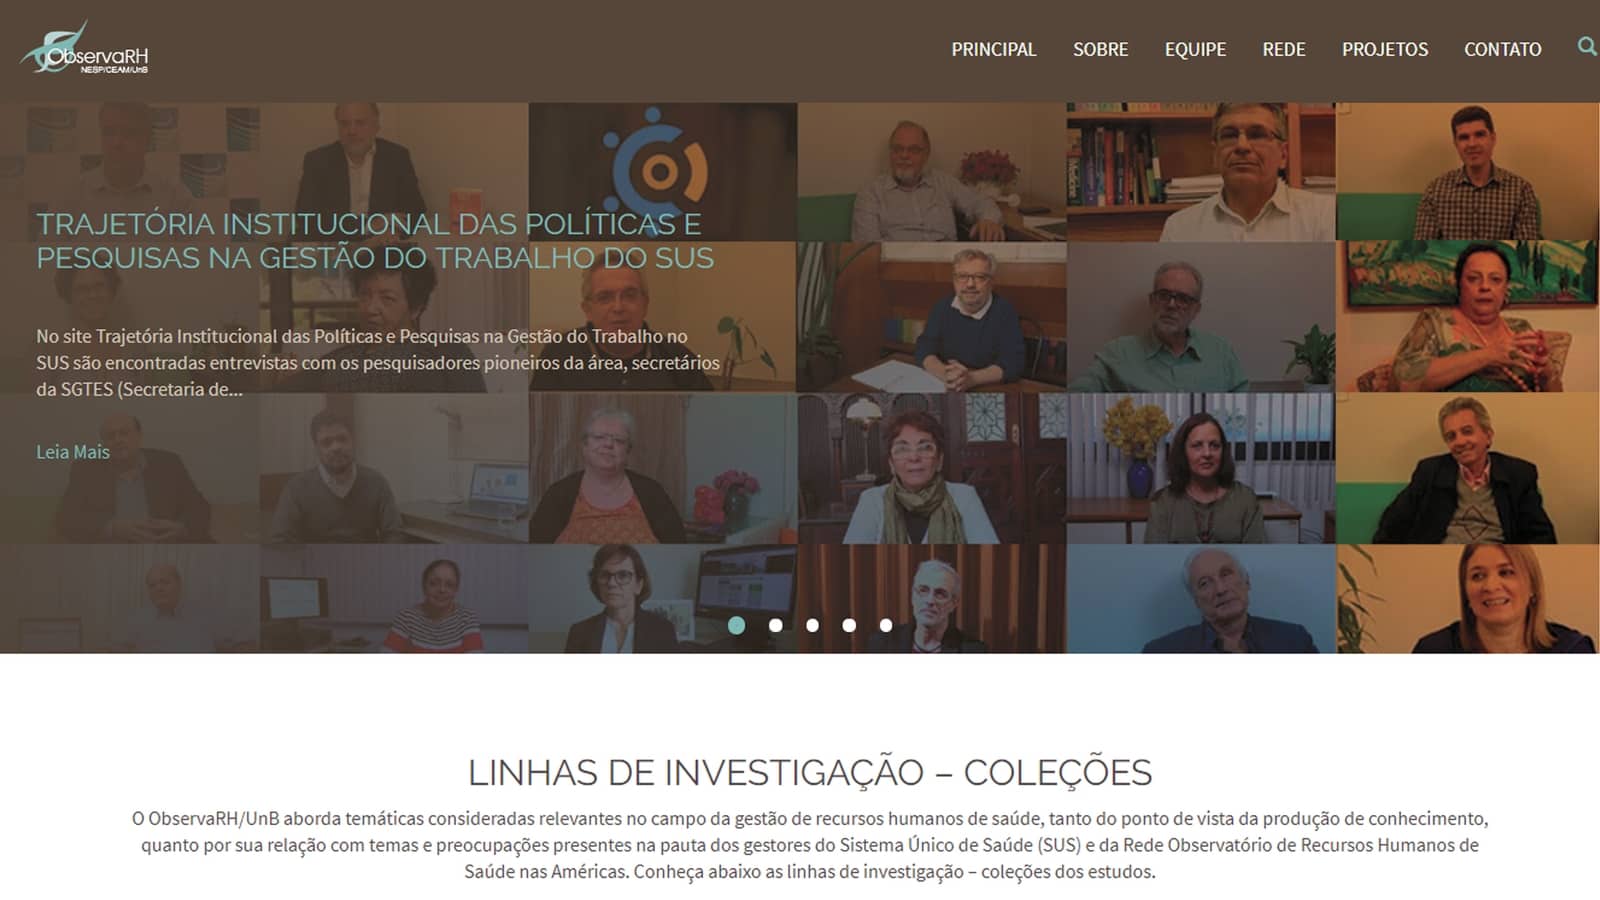 ObservaRH
NESP/CEAM/UnB
PRINCIPAL SOBRE EQUIPE REDE PROJETOS CONTATO
TRAJETÓRIA INSTITUCIONAL DAS POLÍTICAS E
PESQUISAS NA GESTÃO DO TRABALHO DO SUS
No site Trajetória Institucional das Políticas e Pesquisas na Gestão do Trabalho no
SUS são encontradas entrevistas com os pesquisadores pioneiros da área, secretários
da SGTES (Secretaria de...
Leia Mais
LINHAS DE INVESTIGAÇÃO – COLEÇÕES
O ObservaRH/UnB aborda temáticas consideradas relevantes no campo da gestão de recursos humanos de saúde, tanto do ponto de vista da produção de conhecimento,
quanto por sua relação com temas e preocupações presentes na pauta dos gestores do Sistema Único de Saúde (SUS) e da Rede Observatório de Recursos Humanos de
Saúde nas Américas. Conheça abaixo as linhas de investigação – coleções dos estudos.